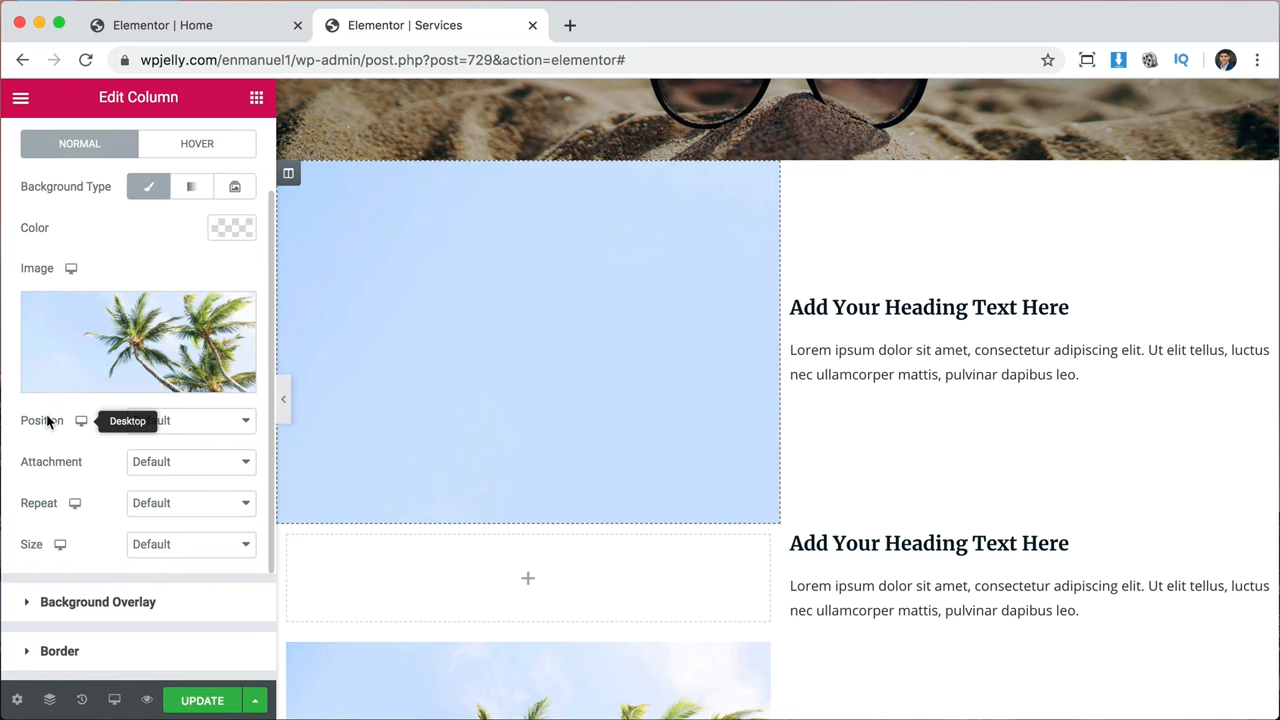 Elementor | Home
Elementor | Services
wpjelly.com/enmanuel1/wp-admin/post.php?post=729&action=elementor#
IQ
Edit Column
NORMAL
HOVER
Background Type
Color
Image
Position
Desktop
ult
Attachment
Default
Repeat
Default
Size
Default
Background Overlay
Border
UPDATE
Add Your Heading Text Here
Lorem ipsum dolor sit amet, consectetur adipiscing elit. Ut elit tellus, luctus
nec ullamcorper mattis, pulvinar dapibus leo.
Add Your Heading Text Here
Lorem ipsum dolor sit amet, consectetur adipiscing elit. Ut elit tellus, luctus
nec ullamcorper mattis, pulvinar dapibus leo.